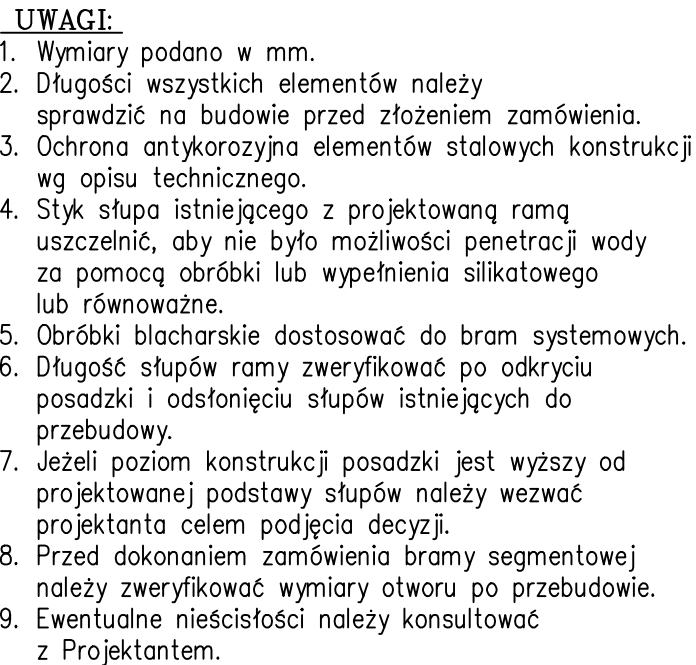 UWAGI:
1. Wymiary podano w mm.
2. Długości wszystkich elementów należy
sprawdzić na budowie przed złożeniem zamówienia.
3. Ochrona antykorozyjna elementów stalowych konstrukcji
wg opisu technicznego.
4. Styk słupa istniejącego z projektowaną ramą
uszczelnić, aby nie było możliwości penetracji wody
za pomocą obróbki lub wypełnienia silikatowego
lub równoważne.
5. Obróbki blacharskie dostosować do bram systemowych.
6. Długość słupów ramy zweryfikować po odkryciu
posadzki i odsłonięciu słupów istniejących do
przebudowy.
7. Jeżeli poziom konstrukcji posadzki jest wyższy od
projektowanej podstawy słupów należy wezwać
projektanta celem podjęcia decyzji.
8. Przed dokonaniem zamówienia bramy segmentowej
należy zweryfikować wymiary otworu po przebudowie.
9. Ewentualne nieścisłości należy konsultować
z Projektantem.